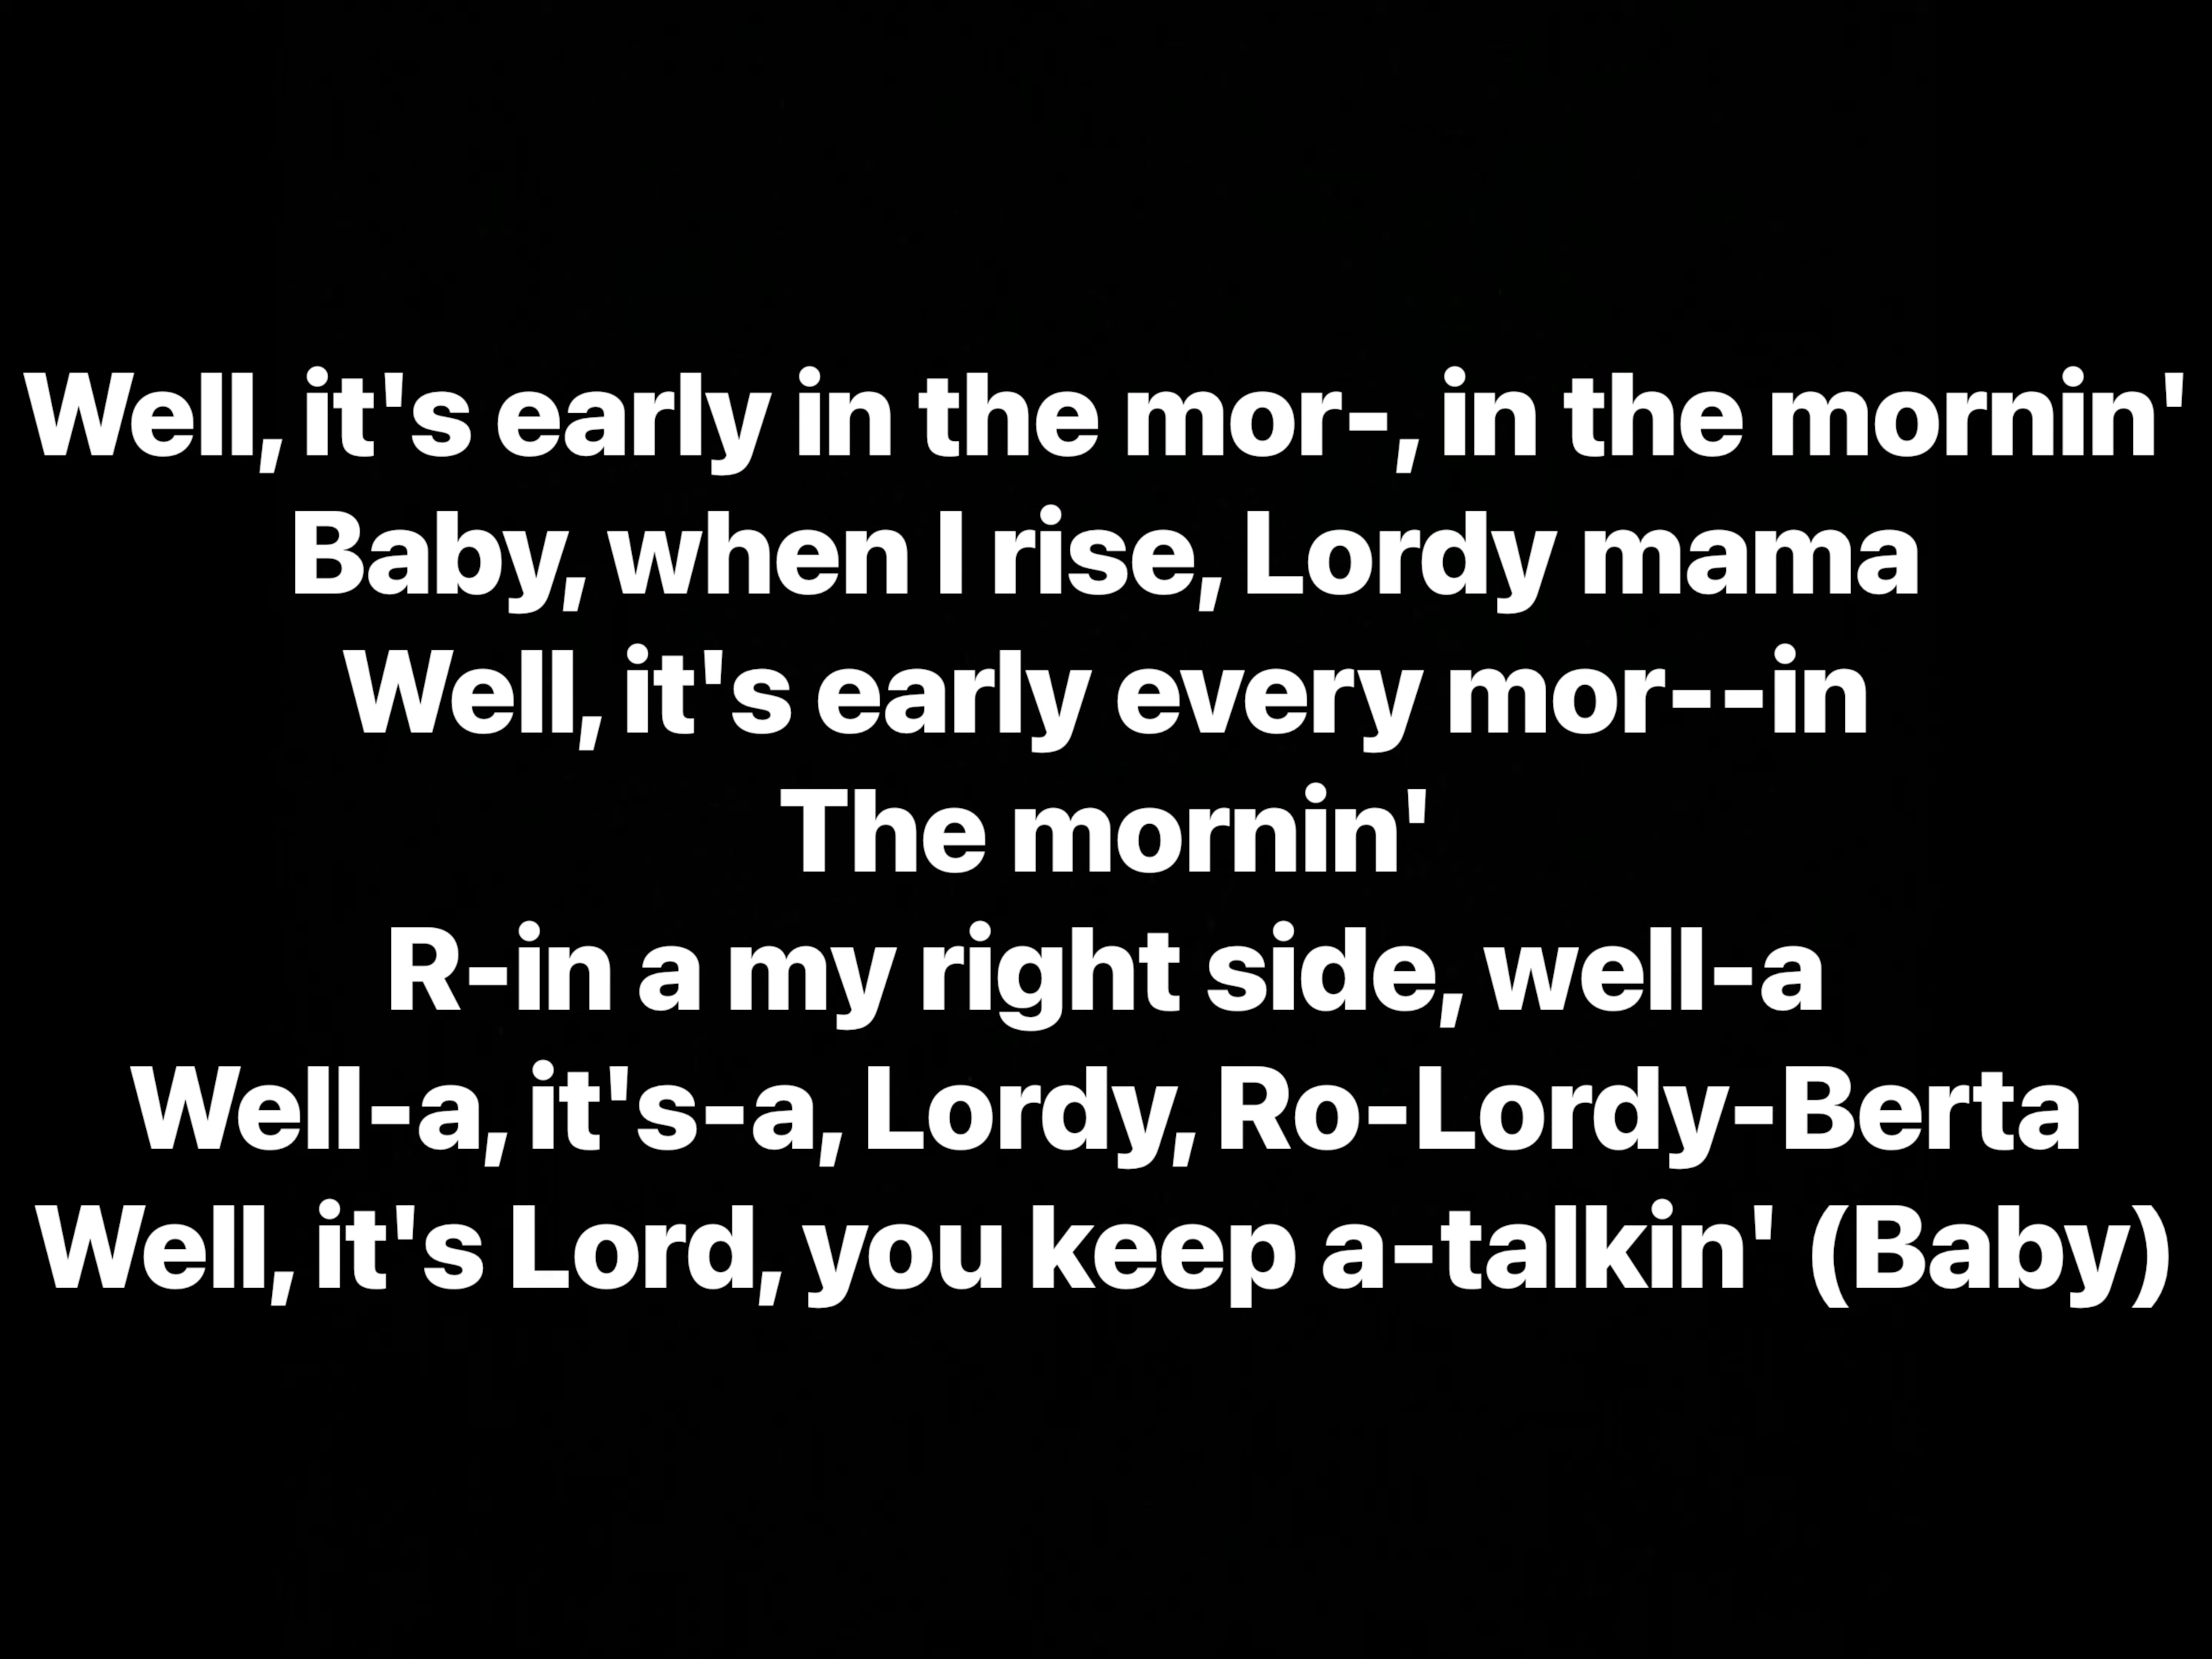 Well, it's early in the mor-, in the mornin'
Baby, when I rise, Lordy mama
Well, it's early every mor--in
The mornin'
R-in a my right side, well-a
Well-a, it's-a, Lordy, Ro-Lordy-Berta
Well, it's Lord, you keep a-talkin' (Baby)